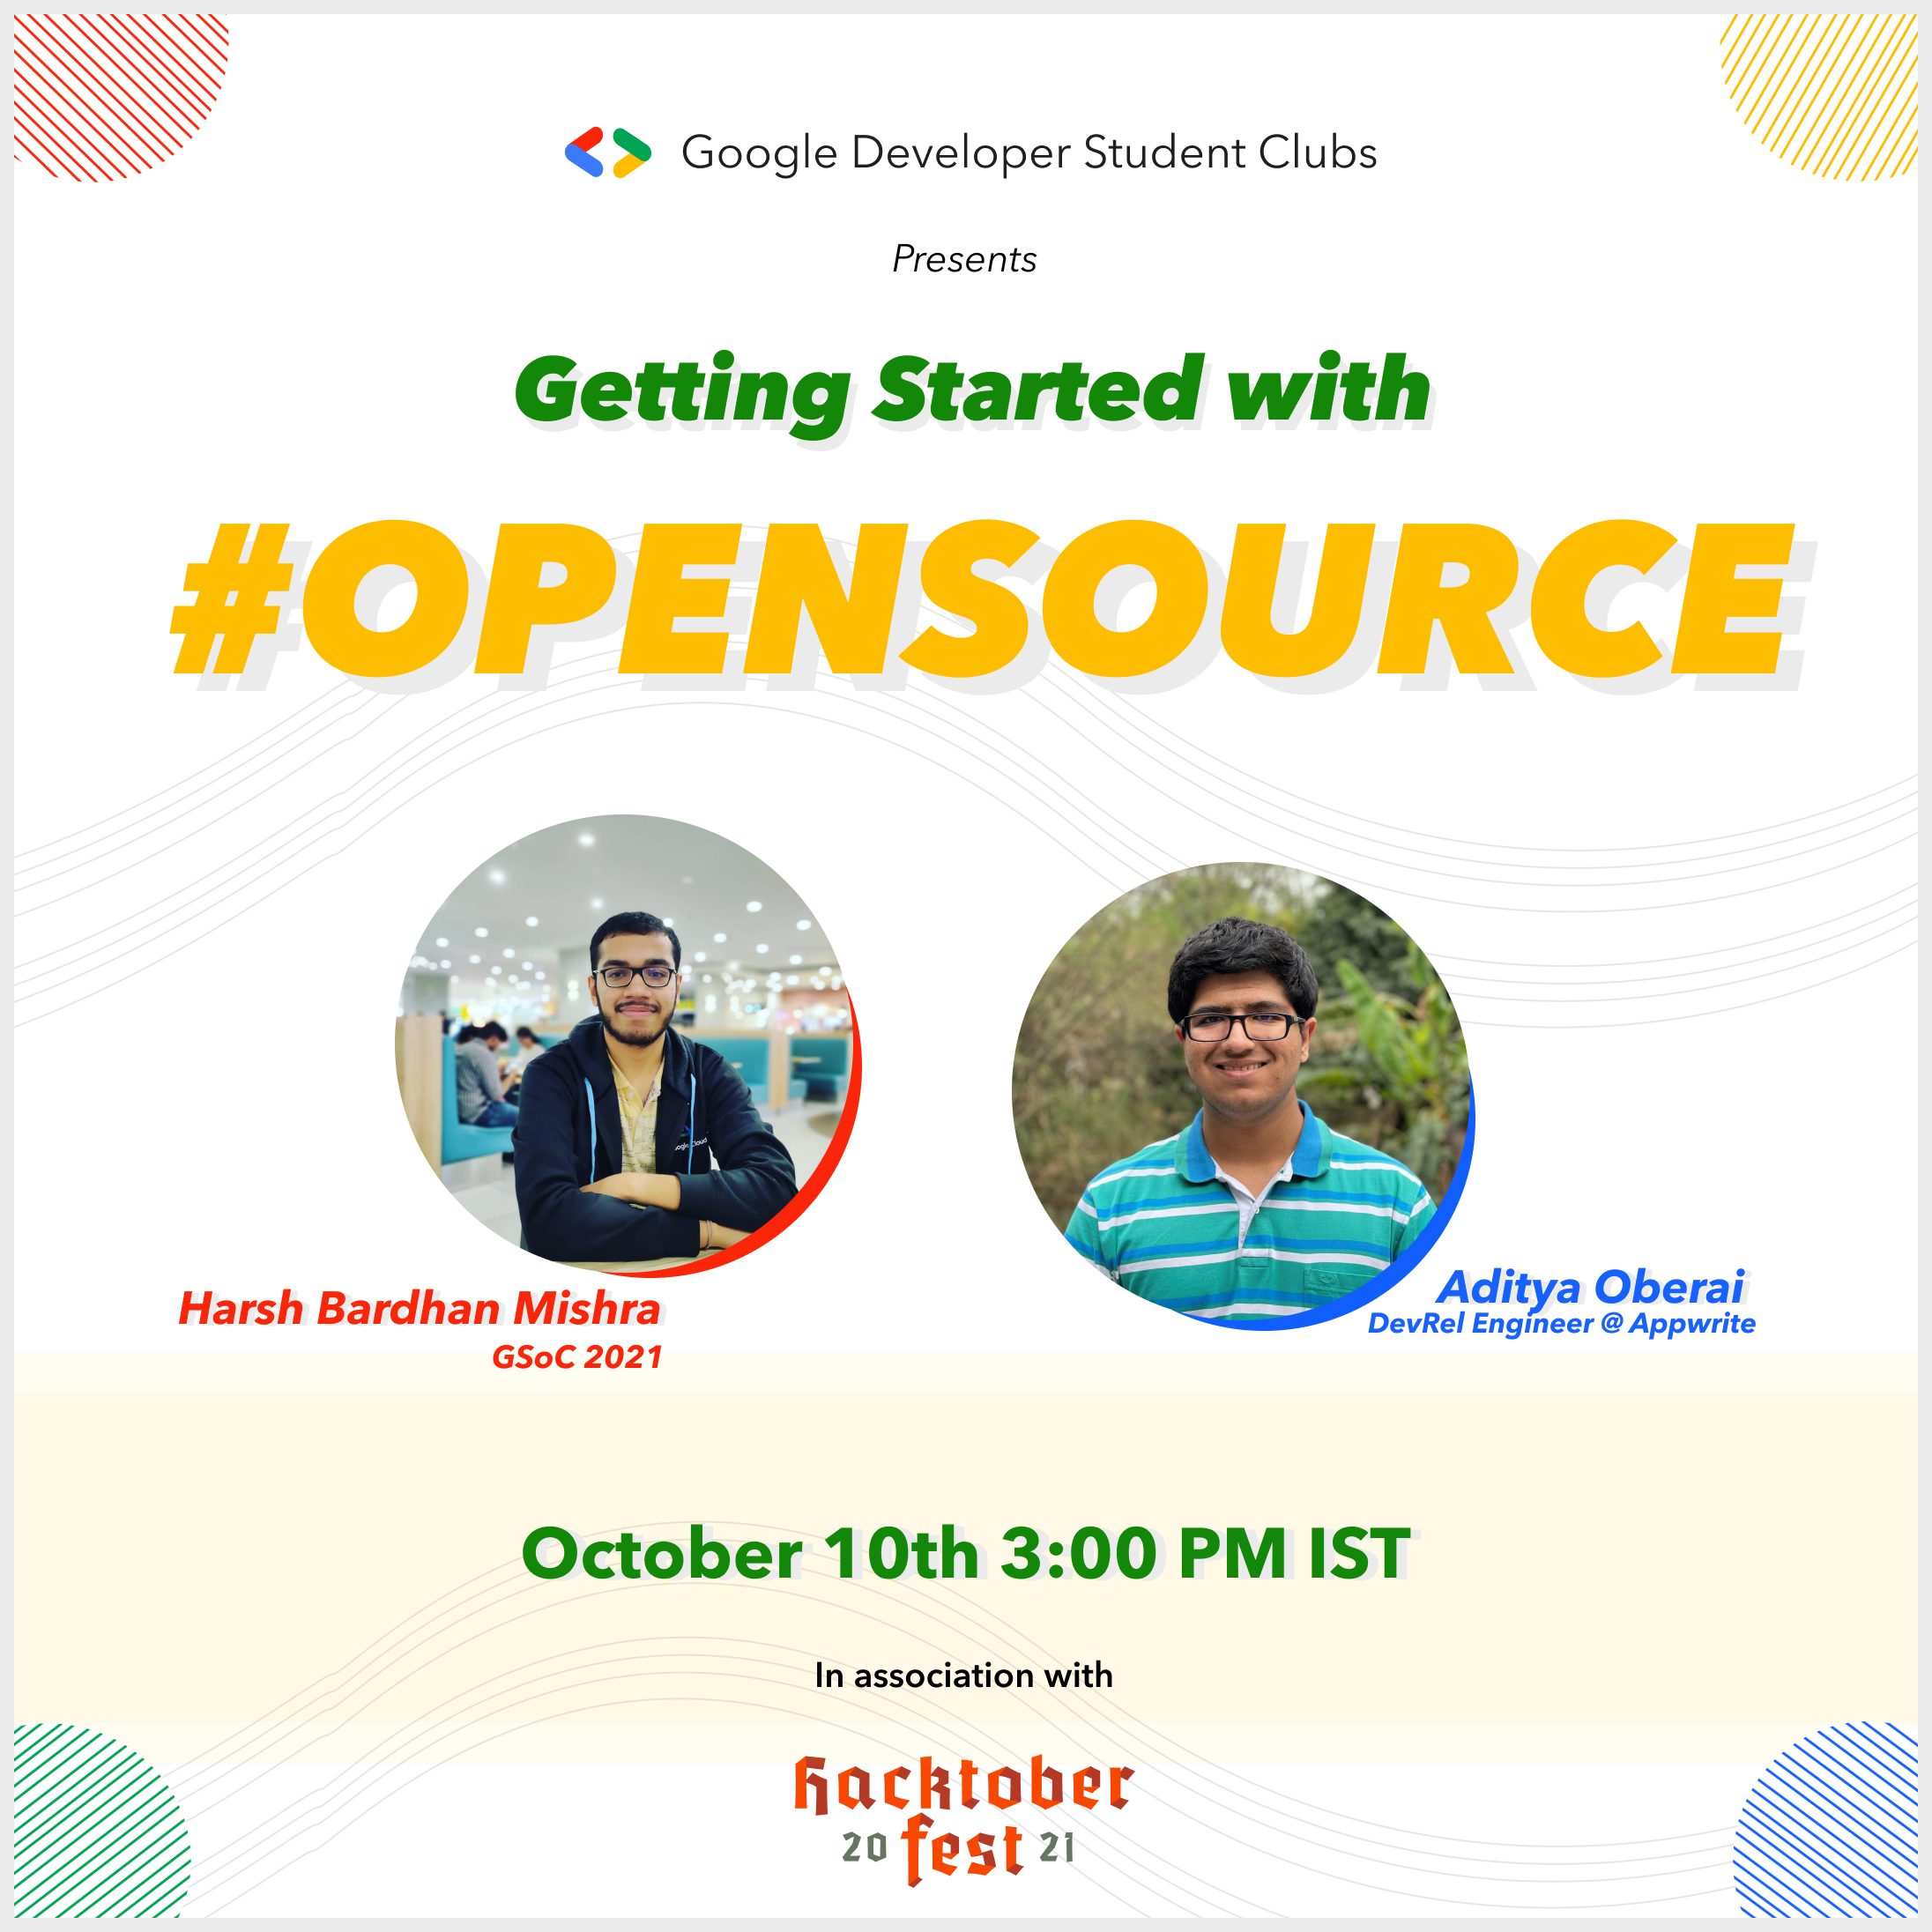 Google Developer Student Clubs
Presents
Getting Started with
#OPENSOURCE
Harsh Bardhan Mishra
GSoC 2021
Aditya Oberai
DevRel Engineer @ Appwrite
October 10th 3:00 PM IST
In association with
hacktober
20 fest 21